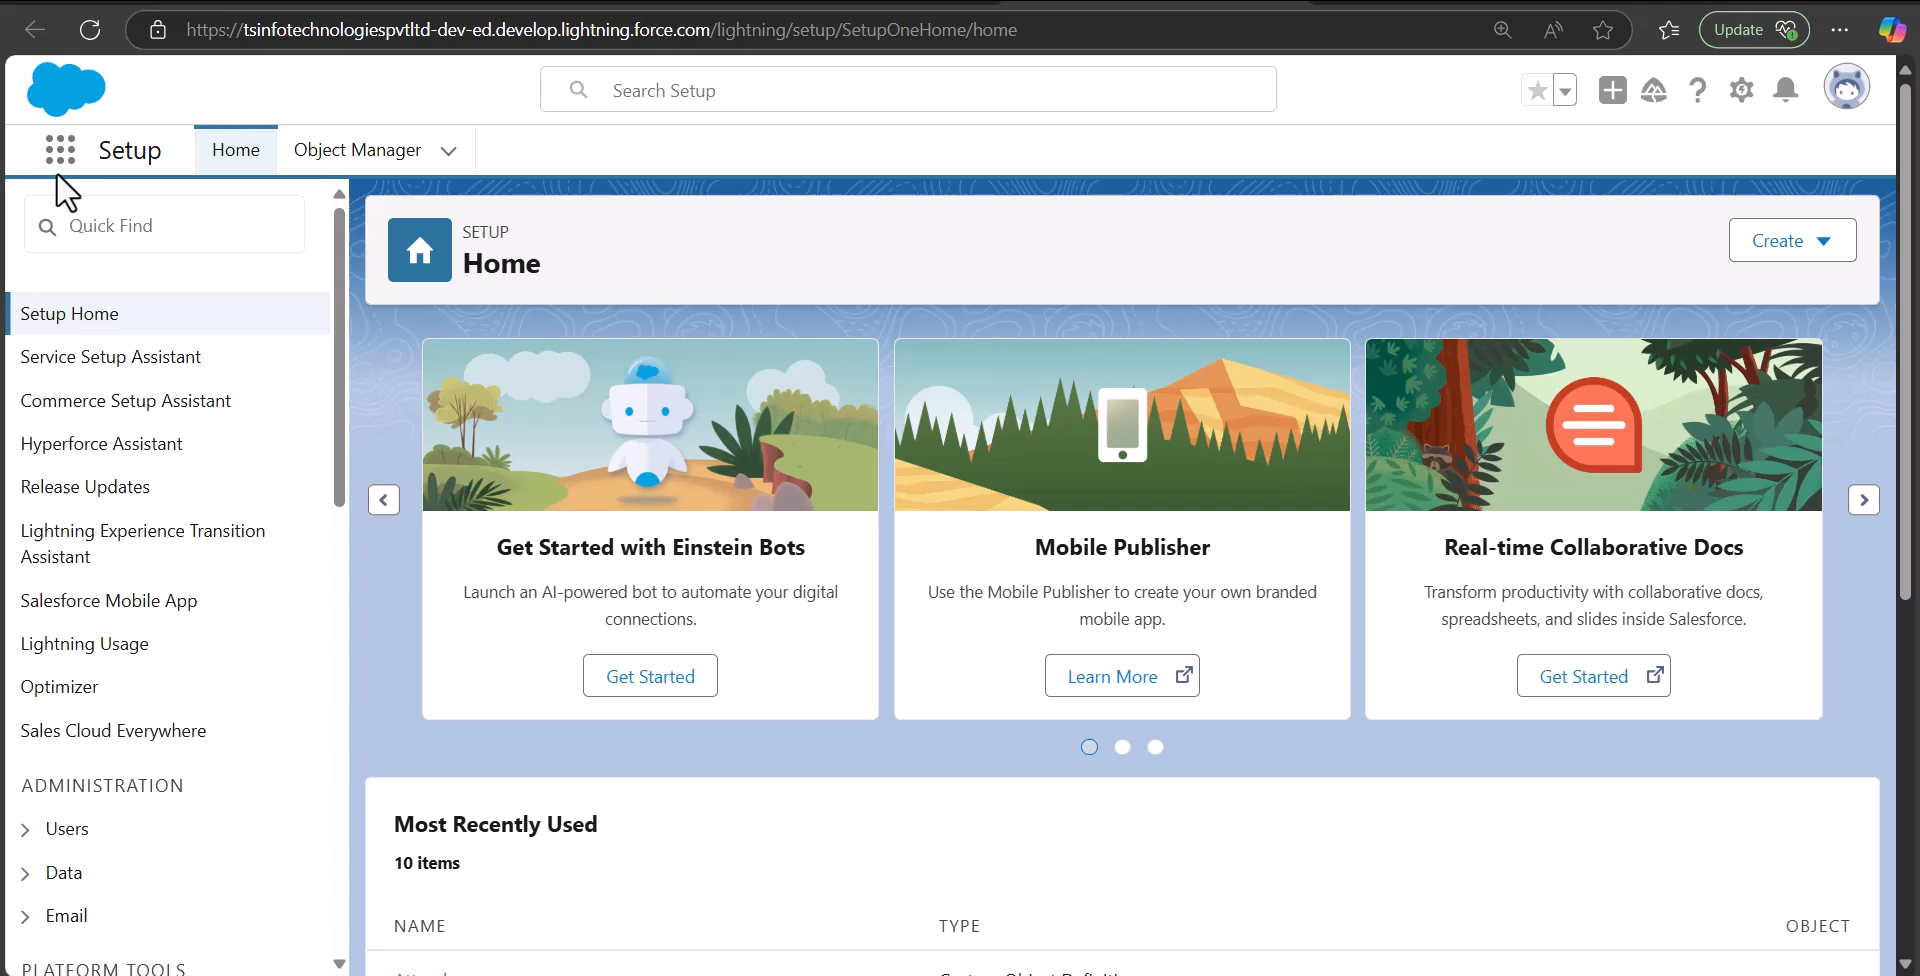 https://tsinfotechnologiespvtltd-dev-ed.develop.lightning.force.com/lightning/setup/SetupOneHome/home
Update
Search Setup
Setup
Home
Object Manager
Quick Find
SETUP
Home
Create
Setup Home
Service Setup Assistant
Commerce Setup Assistant
Hyperforce Assistant
Release Updates
Lightning Experience Transition
Assistant
Salesforce Mobile App
Lightning Usage
Optimizer
Sales Cloud Everywhere
ADMINISTRATION
Users
Data
Email
PLATFORM TOOLS
Get Started with Einstein Bots
Launch an AI-powered bot to automate your digital
connections.
Get Started
Mobile Publisher
Use the Mobile Publisher to create your own branded
mobile app.
Learn More
Real-time Collaborative Docs
Transform productivity with collaborative docs,
spreadsheets, and slides inside Salesforce.
Get Started
Most Recently Used
10 items
NAME TYPE OBJECT